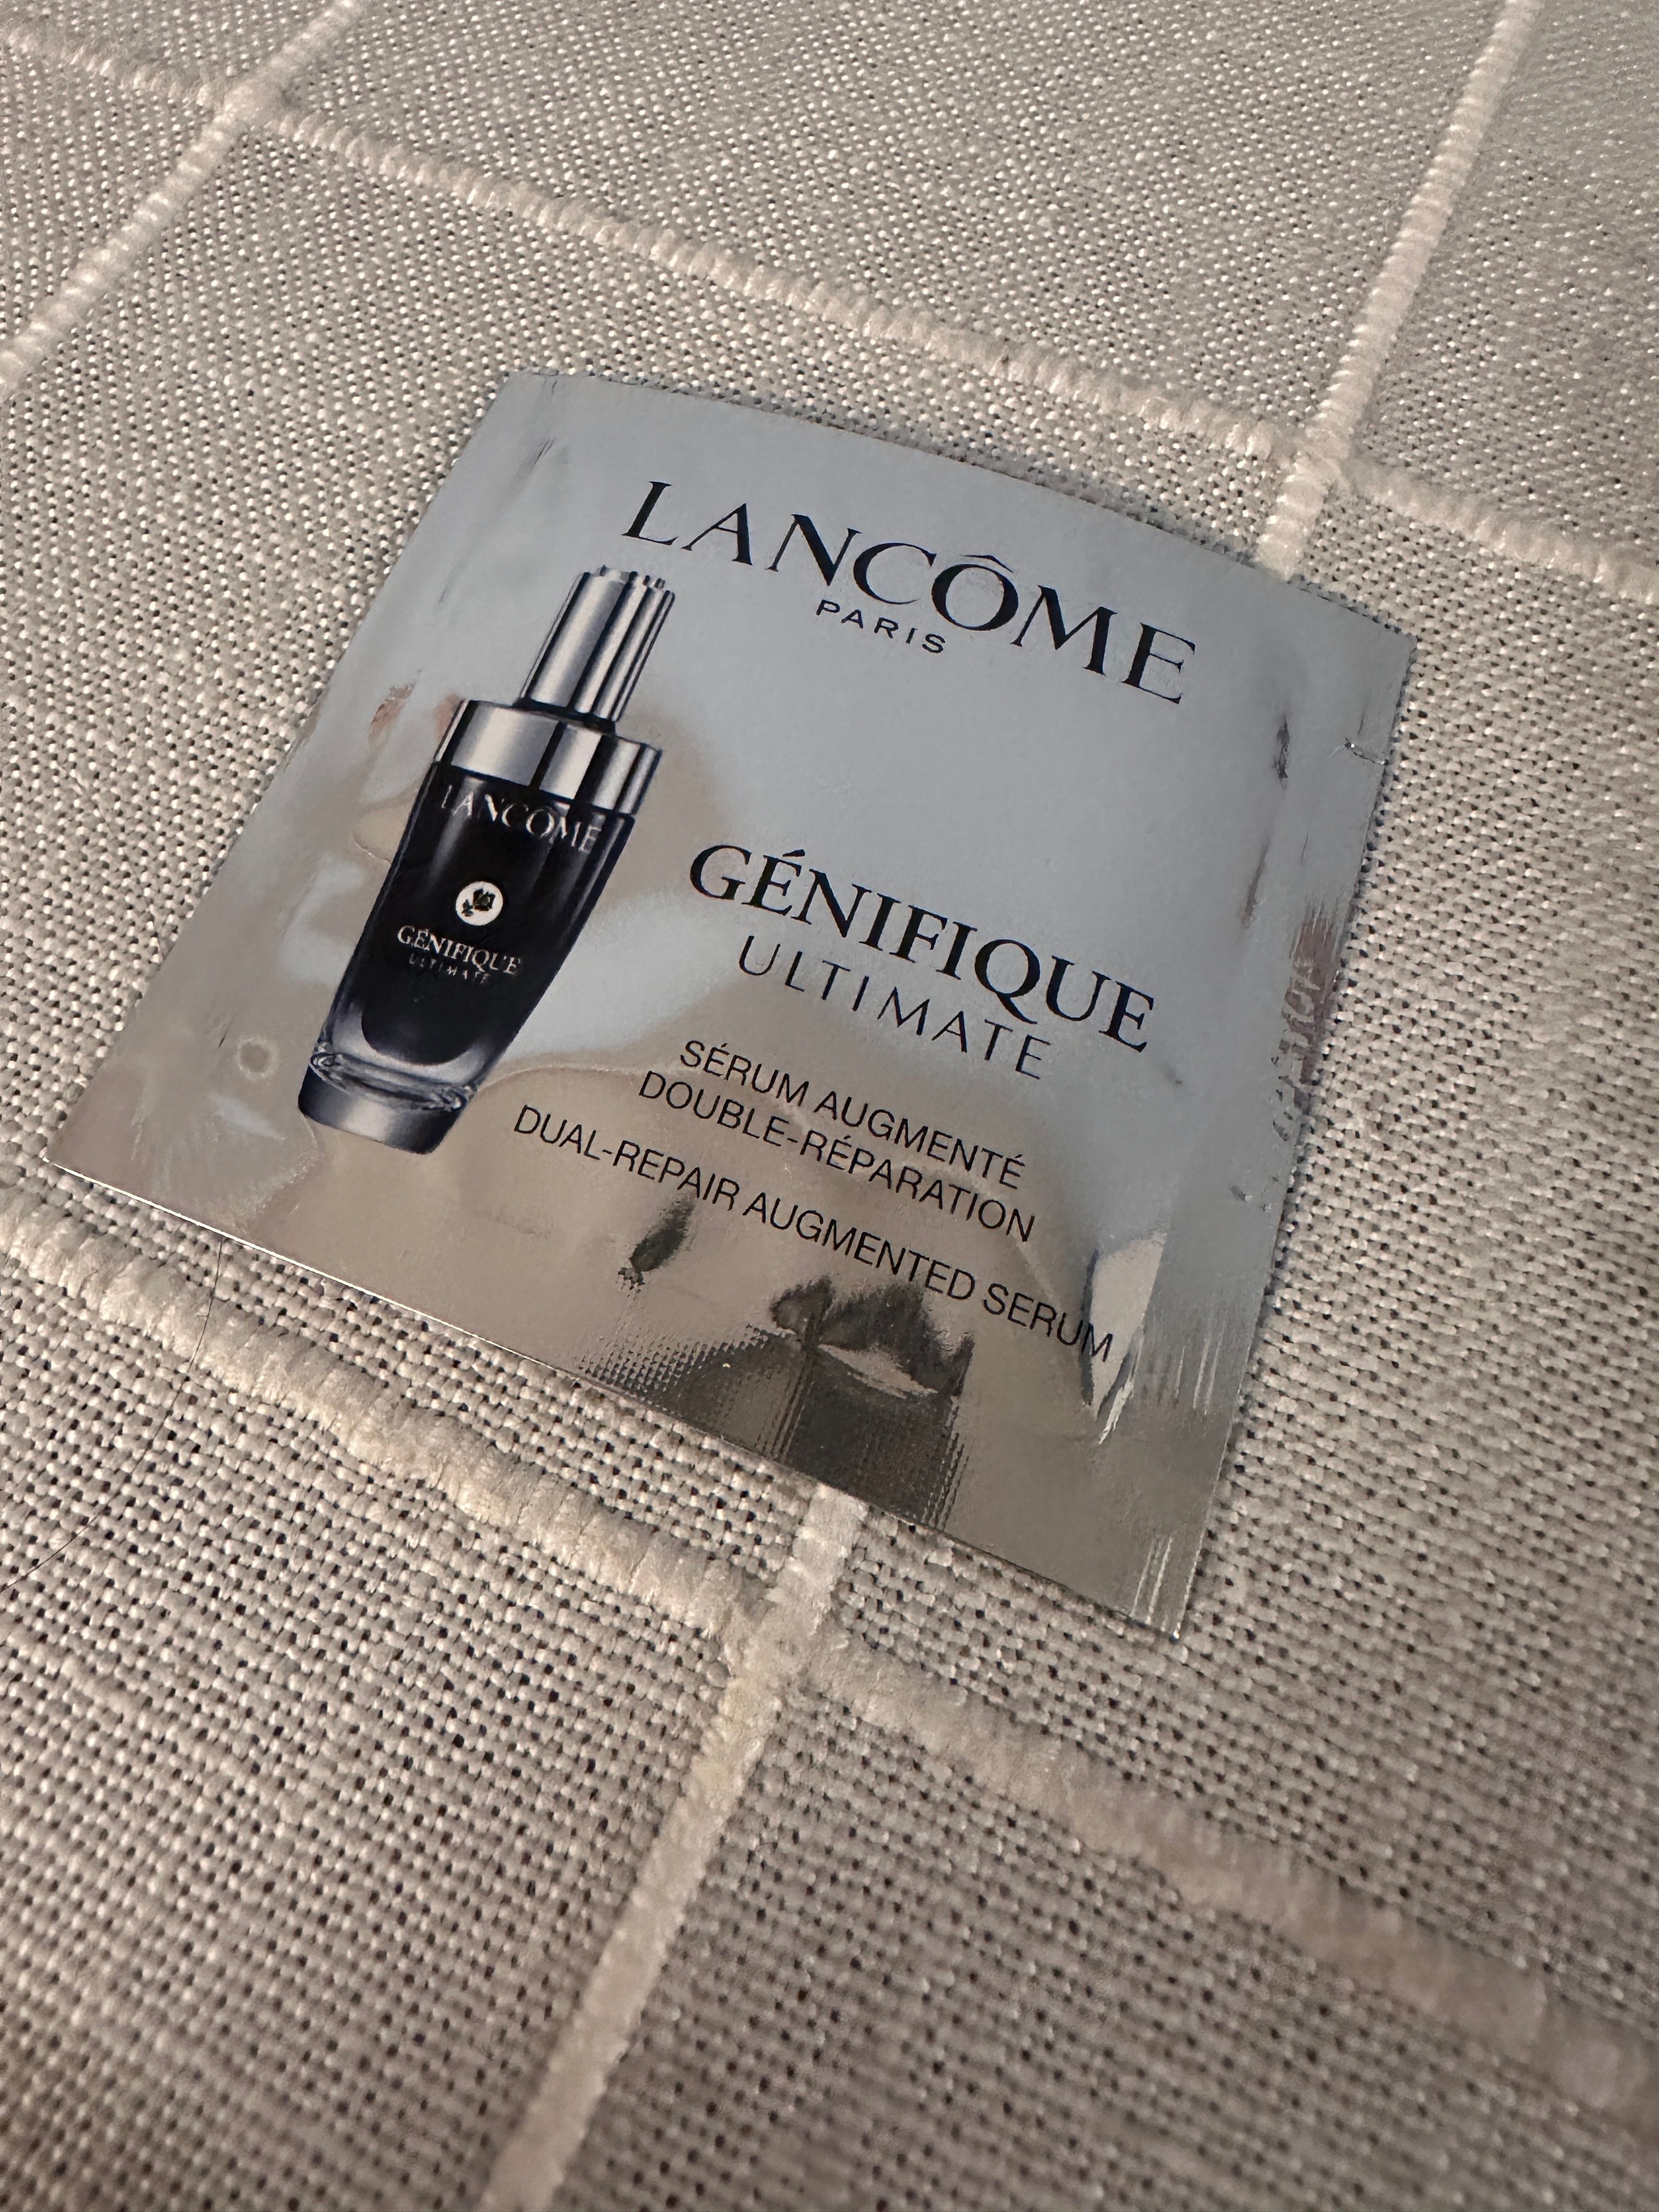 LANCÔME
PARIS
LANCÔME
GÉNIFIQUE
ULTIMATE
GÉNIFIQUE
ULTIMATE
SÉRUM AUGMENTÉ
DOUBLE-RÉPARATION
DUAL-REPAIR AUGMENTED SERUM